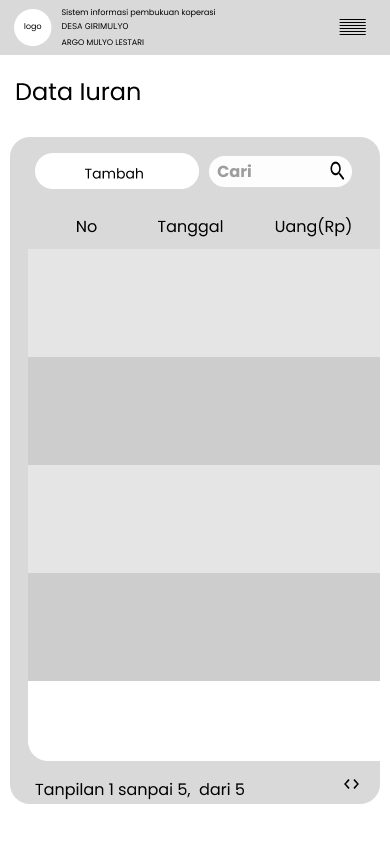 logo
Sistem informasi pembukuan koperasi
DESA GIRIMULYO
ARGO MULYO LESTARI
Data Iuran
Tambah
Cari
No Tanggal Uang(Rp)
Tanpilan 1 sanpai 5, dari 5